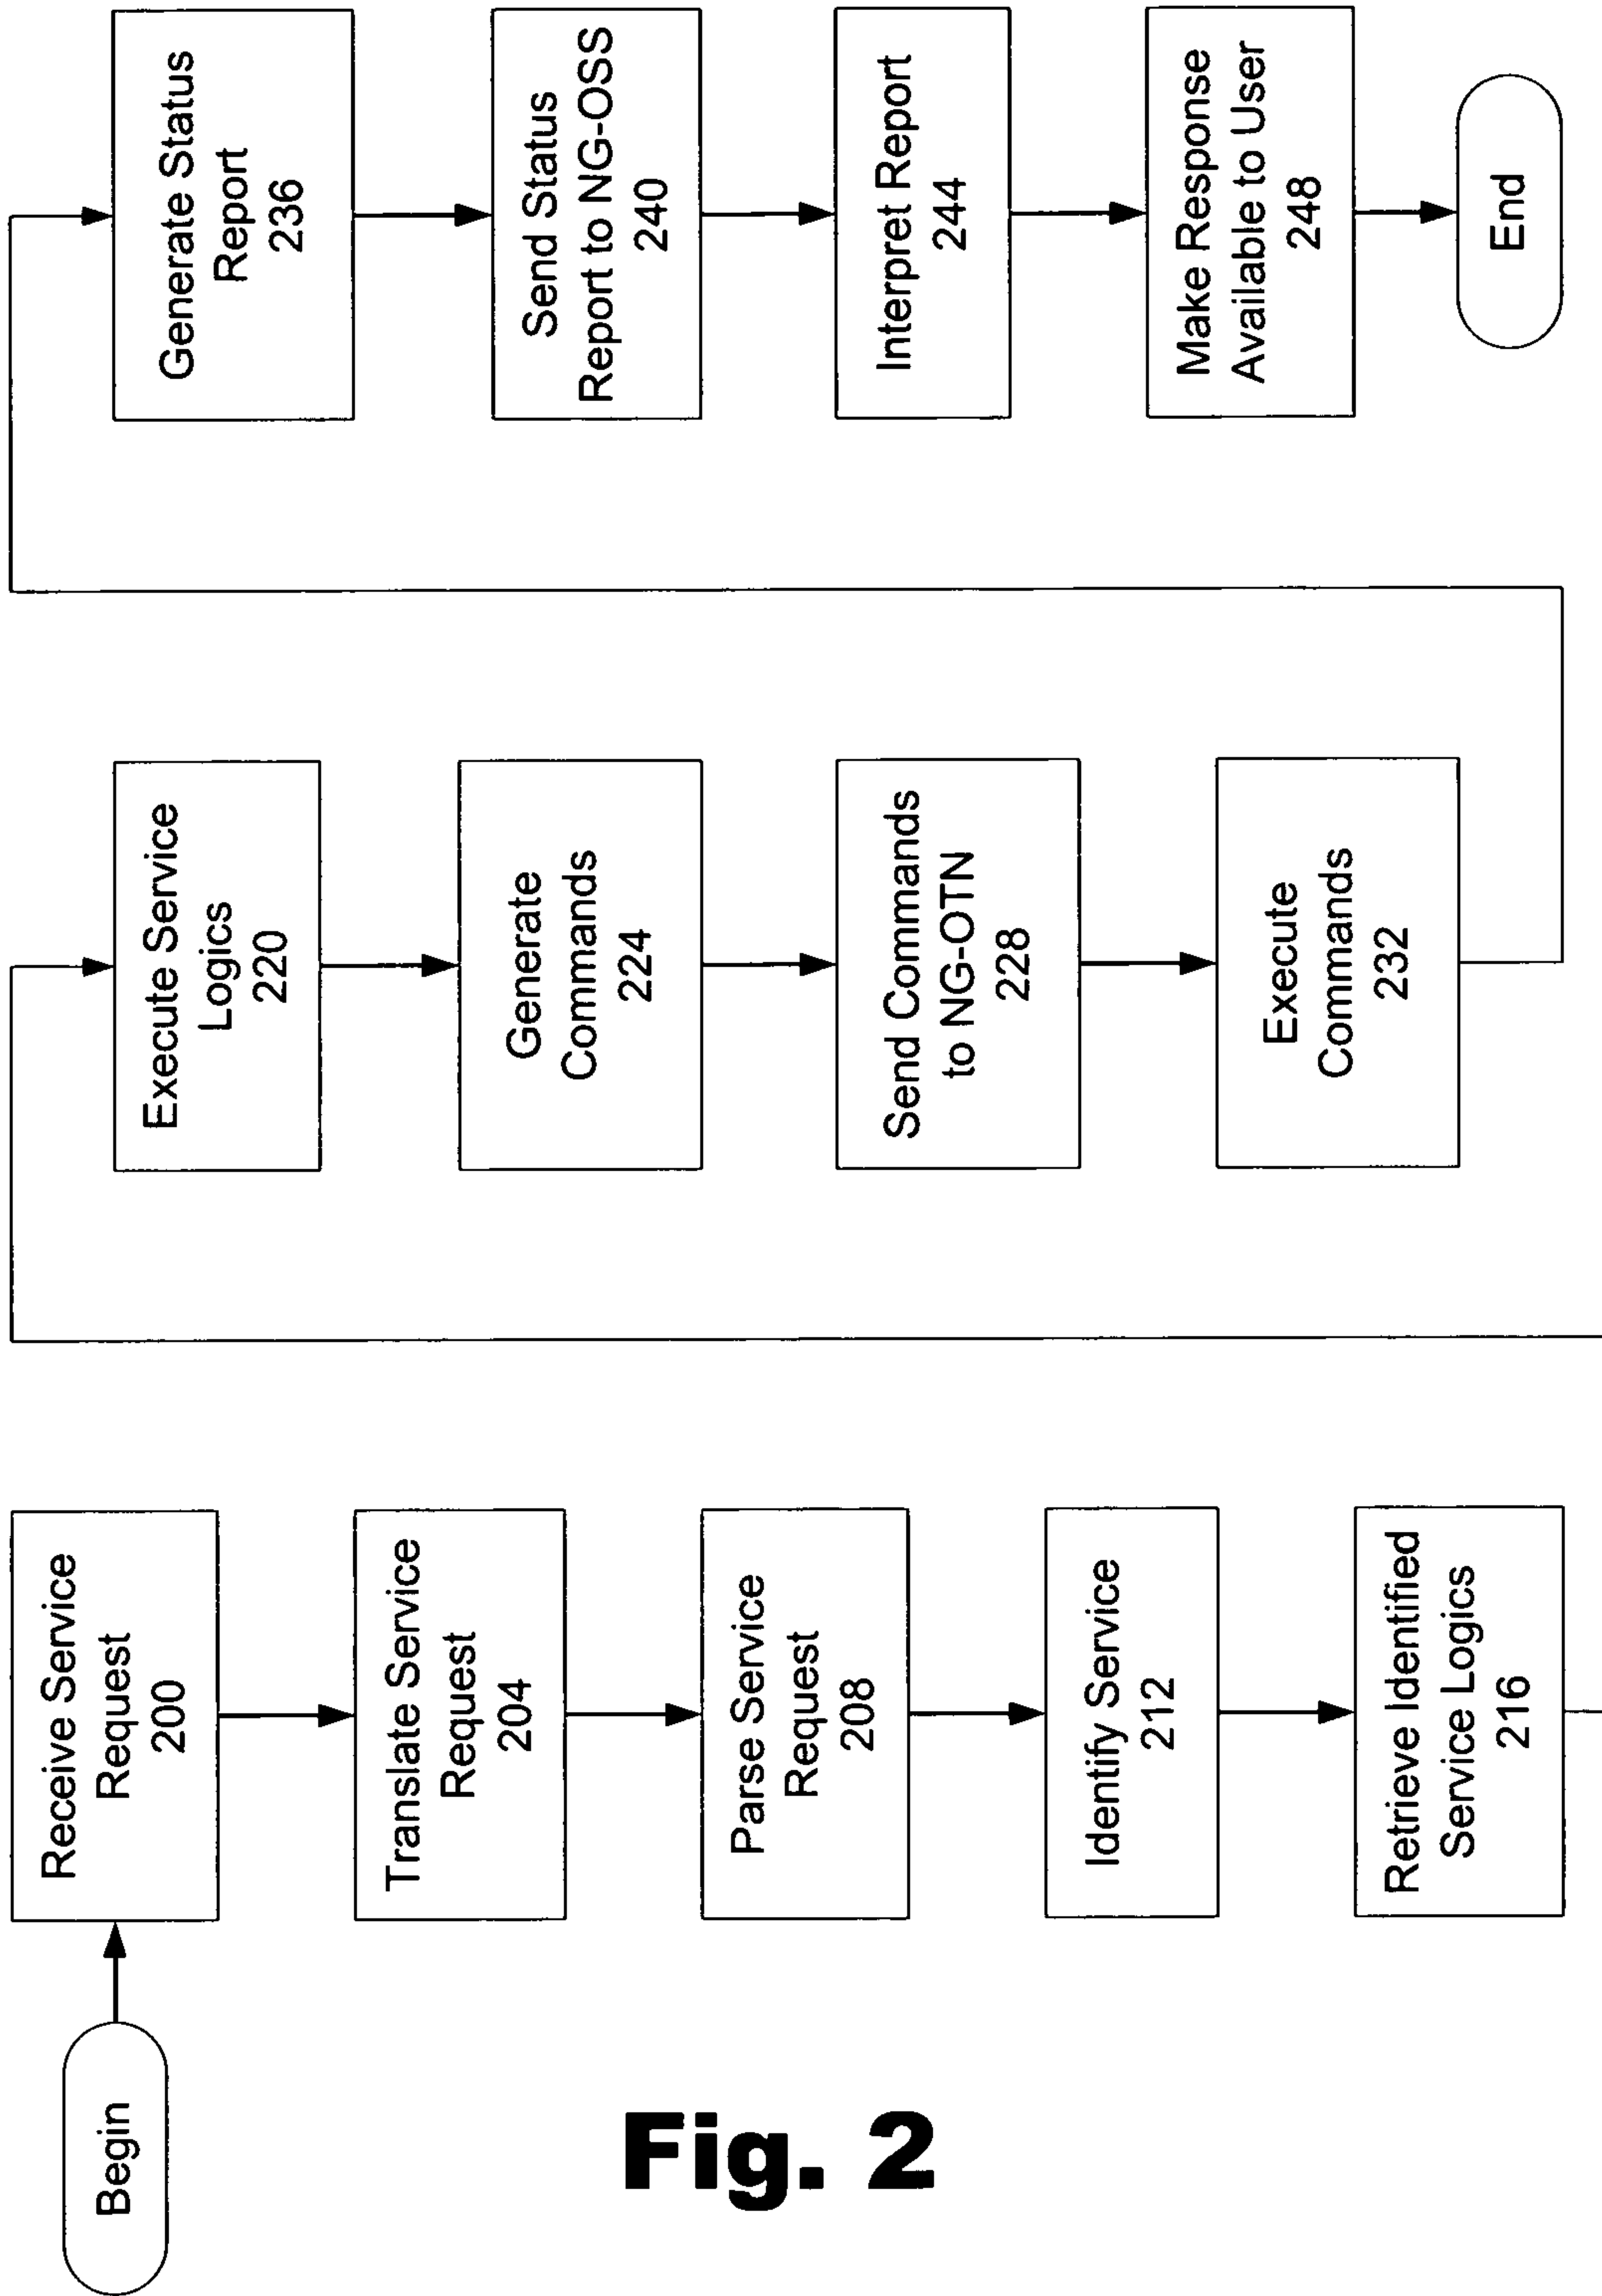 Begin
Receive Service
Request
200
Translate Service
Request
204
Parse Service
Request
208
Identify Service
212
Retrieve Identified
Service Logics
216
Execute Service
Logics
220
Generate
Commands
224
Send Commands
to NG-OTN
228
Execute
Commands
232
Generate Status
Report
236
Send Status
Report to NG-OSS
240
Interpret Report
244
Make Response
Available to User
248
End
Fig. 2